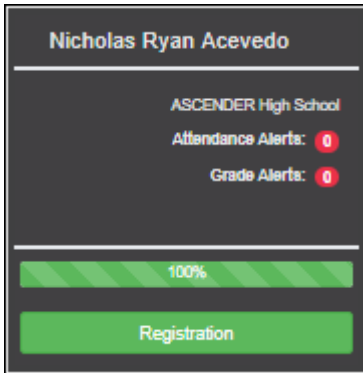 Nicholas Ryan Acevedo
ASCENDER High School
Attendance Alerts: 0
Grade Alerts: 0
100%
Registration